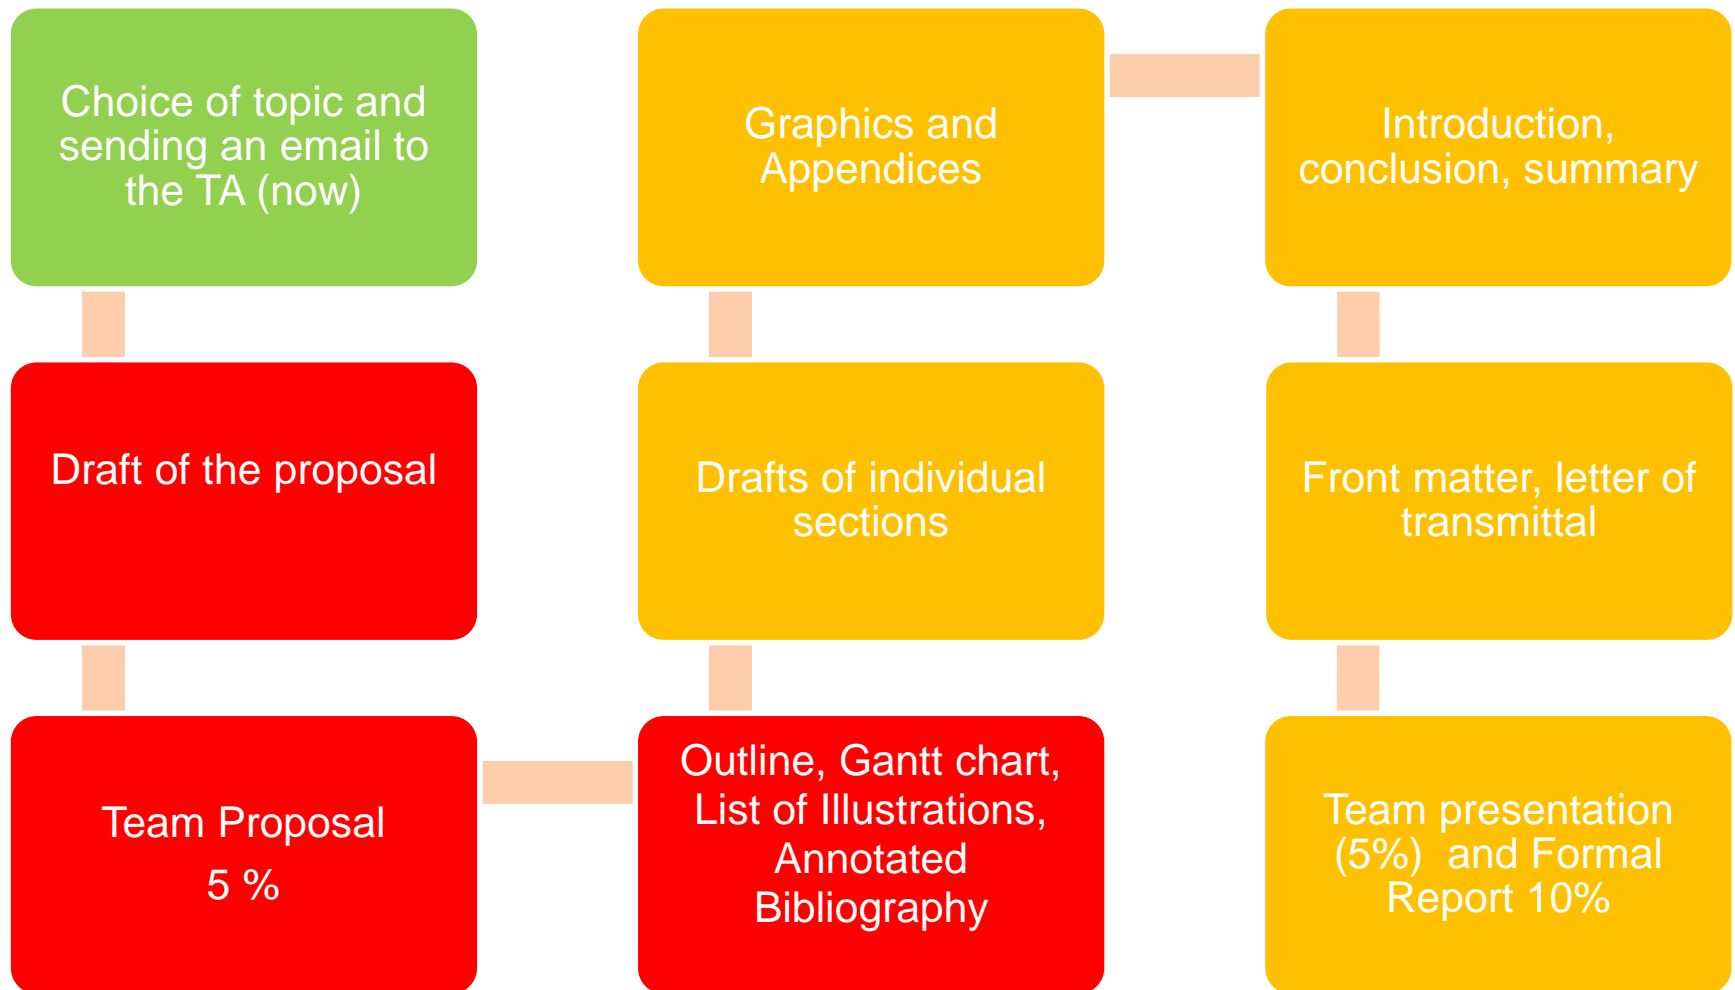 Choice of topic and
sending an email to
the TA (now)
Draft of the proposal
Team Proposal
5 %
Outline, Gantt chart,
List of Illustrations,
Annotated
Bibliography
Drafts of individual
sections
Graphics and
Appendices
Introduction,
conclusion, summary
Front matter, letter of
transmittal
Team presentation
(5%) and Formal
Report 10%